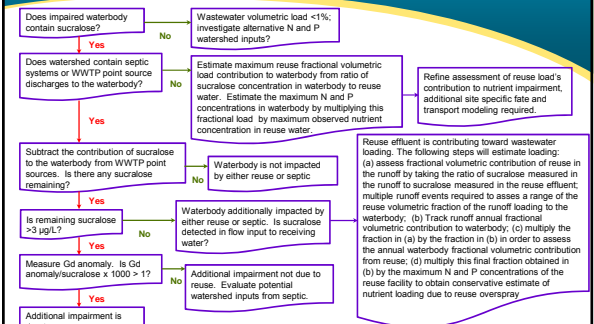 Does impaired waterbody
contain sucralose?
No
Wastewater volumetric load <1%;
investigate alternative N and P
watershed inputs?
Yes
Does watershed contain septic
systems or WWTP point source
discharges to the waterbody?
No
Estimate maximum reuse fractional volumetric
load contribution to waterbody from ratio of
sucralose concentration in waterbody to reuse
water. Estimate the maximum N and P
concentrations in waterbody by multiplying this
fractional load by maximum observed nutrient
concentration in reuse water.
Refine assessment of reuse load's
contribution to nutrient impairment,
additional site specific fate and
transport modeling required.
Yes
Subtract the contribution of sucralose
to the waterbody from WWTP point
sources. Is there any sucralose
remaining?
No
Waterbody is not impacted
by either reuse or septic
Yes
Is remaining sucralose
>3 µg/L?
No
Waterbody additionally impacted by
either reuse or septic. Is sucralose
detected in flow input to receiving
water?
Reuse effluent is contributing toward wastewater
loading. The following steps will estimate loading:
(a) assess fractional volumetric contribution of reuse in
the runoff by taking the ratio of sucralose measured in
the runoff to sucralose measured in the reuse effluent;
multiple runoff events required to asses a range of the
reuse volumetric fraction of the runoff loading to the
waterbody; (b) Track runoff annual fractional
volumetric contribution to waterbody; (c) multiply the
fraction in (a) by the fraction in (b) in order to assess
the annual waterbody fractional volumetric contribution
from reuse; (d) multiply this final fraction obtained in
(b) by the maximum N and P concentrations of the
reuse facility to obtain conservative estimate of
nutrient loading due to reuse overspray
Yes
Measure Gd anomaly. Is Gd
anomaly/sucralose x 1000 > 1?
No
Additional impairment not due to
reuse. Evaluate potential
watershed inputs from septic.
Yes
Additional impairment is